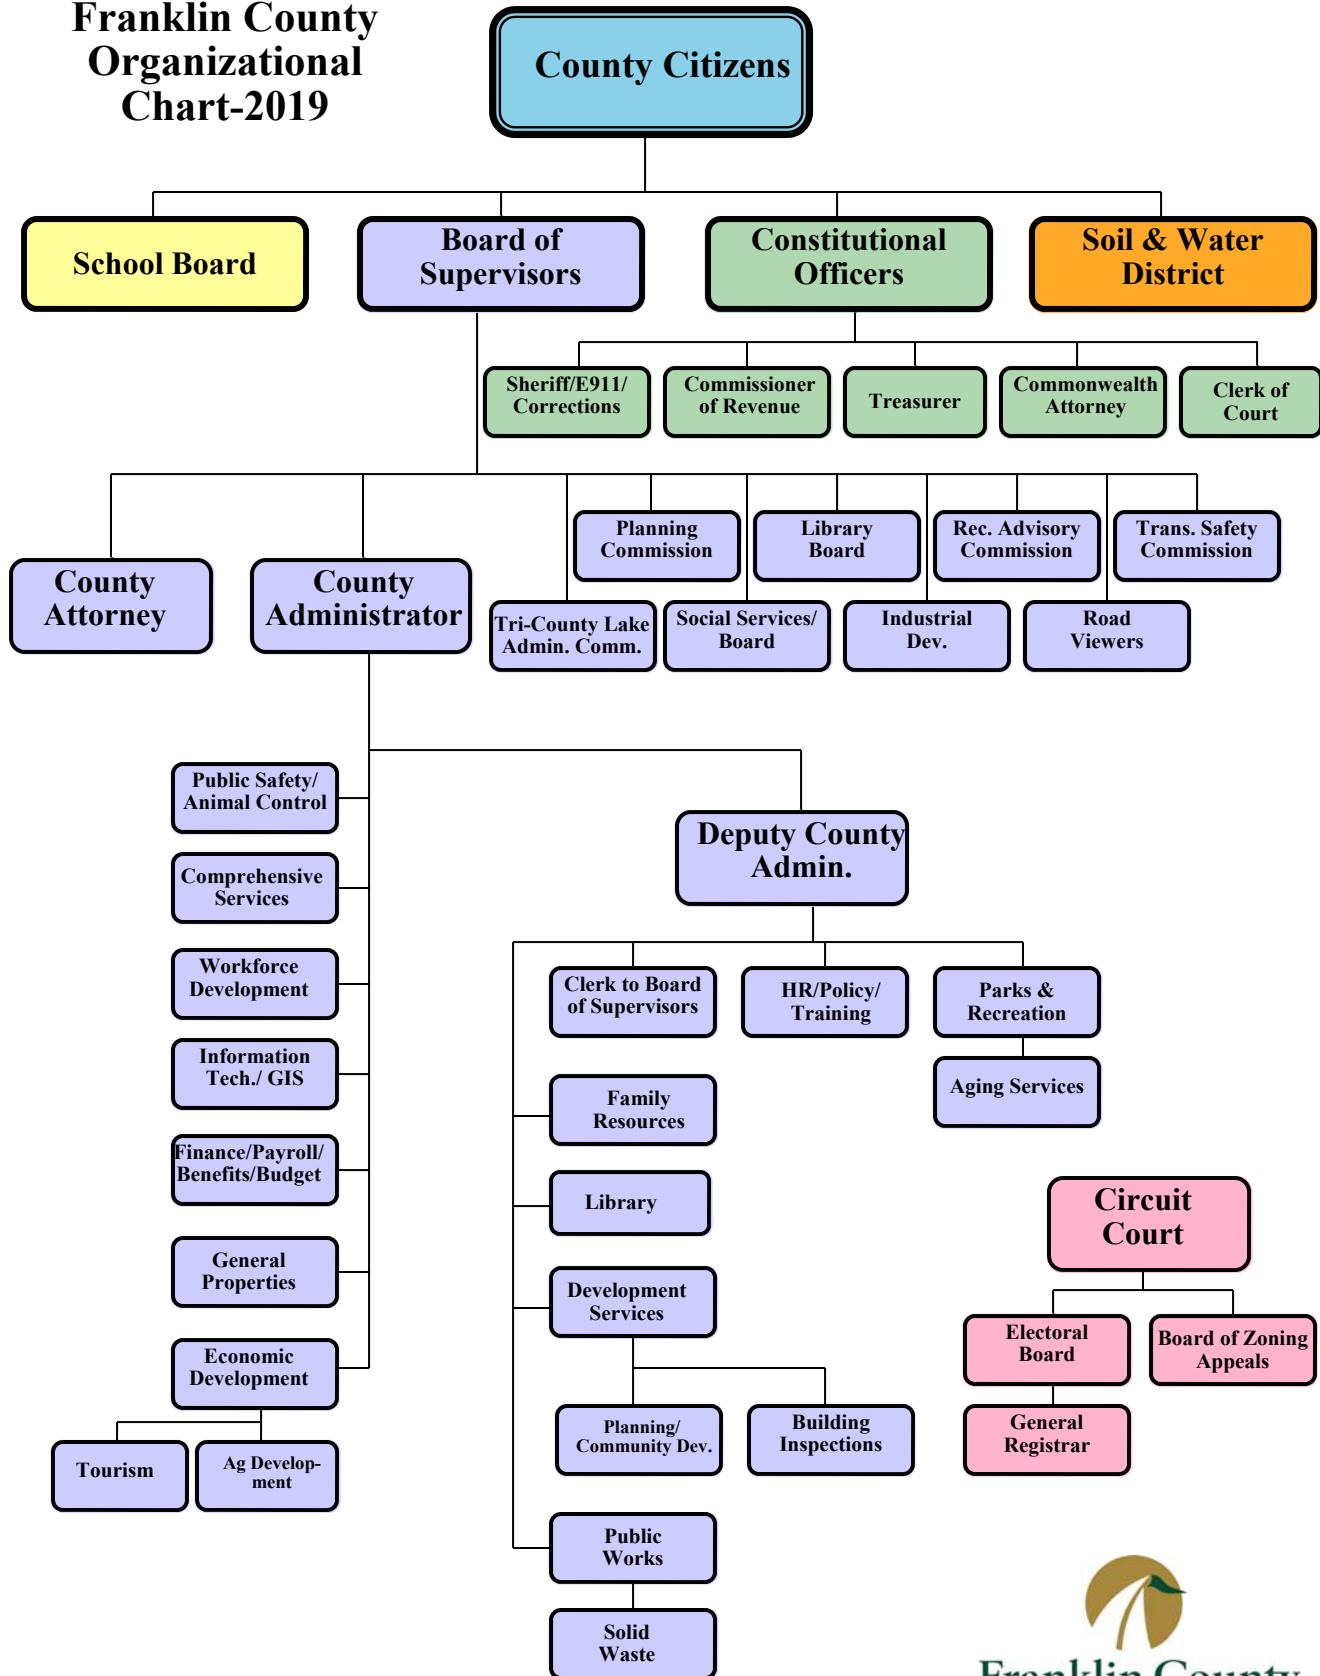 Franklin County
Organizational
Chart-2019
County Citizens
School Board
Board of
Supervisors
Constitutional
Officers
Soil & Water
District
Sheriff/E911/
Corrections
Commissioner
of Revenue
Treasurer
Commonwealth
Attorney
Clerk of
Court
County
Attorney
County
Administrator
Planning
Commission
Library
Board
Rec. Advisory
Commission
Trans. Safety
Commission
Tri-County Lake
Admin. Comm.
Social Services/
Board
Industrial
Dev.
Road
Viewers
Public Safety/
Animal Control
Comprehensive
Services
Workforce
Development
Information
Tech./ GIS
Finance/Payroll/
Benefits/Budget
General
Properties
Economic
Development
Tourism
Ag Develop-
ment
Deputy County
Admin.
Clerk to Board
of Supervisors
HR/Policy/
Training
Parks &
Recreation
Aging Services
Family
Resources
Library
Development
Services
Planning/
Community Dev.
Building
Inspections
Public
Works
Solid
Waste
Circuit
Court
Electoral
Board
Board of Zoning
Appeals
General
Registrar
Franklin County